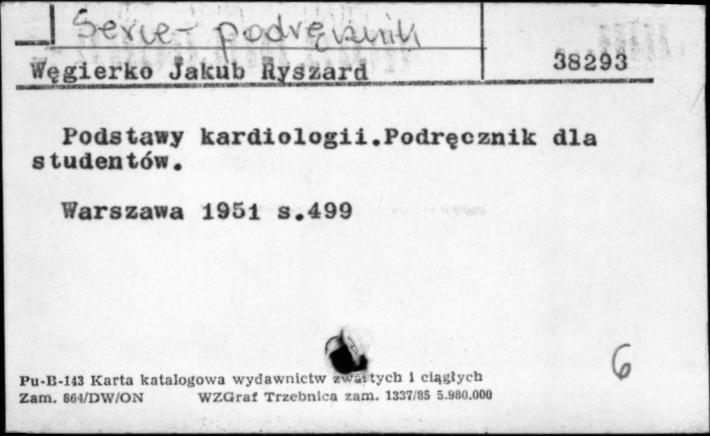 Serce - podręcznik
Węgierko Jakub Ryszard 38293
Podstawy kardiologii.Podręcznik dla
studentów.
Warszawa 1951 s.499
6
Pu-B-143 Karta katalogowa wydawnictw zwartych i ciągłych
Zam. 864/DW/ON WZGraf Trzebnica zam. 1337/85 5.980.000